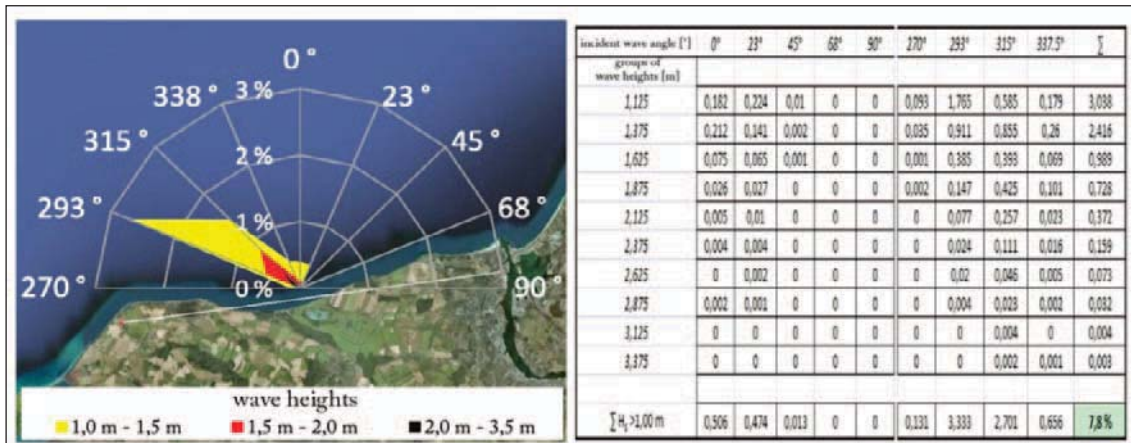 0 °
338 ° 3 % 23 °
315 ° 2 % 45 °
293 ° 1 % 68 °
270 ° 0 % 90 °
wave heights
1,0 m - 1,5 m 1,5 m - 2,0 m 2,0 m - 3,5 m
incident wave angle [°] 0° 23° 45° 68° 90° 270° 293° 315° 337.5° ∑
groups of
wave heights [m]
1,125 0,182 0,224 0,01 0 0 0,093 1,765 0,585 0,179 3,038
1,375 0,212 0,141 0,002 0 0 0,035 0,911 0,855 0,26 2,416
1,625 0,075 0,065 0,001 0 0 0,001 0,385 0,393 0,069 0,989
1,875 0,026 0,027 0 0 0 0,002 0,147 0,425 0,101 0,728
2,125 0,005 0,01 0 0 0 0 0,077 0,257 0,023 0,372
2,375 0,004 0,004 0 0 0 0 0,024 0,111 0,016 0,159
2,625 0 0,002 0 0 0 0 0,02 0,046 0,005 0,073
2,875 0,002 0,001 0 0 0 0 0,004 0,023 0,002 0,032
3,125 0 0 0 0 0 0 0 0,004 0 0,004
3,375 0 0 0 0 0 0 0 0,002 0,001 0,003
∑ Hs >1,00 m 0,506 0,474 0,013 0 0 0,131 3,333 2,701 0,656 7,8 %